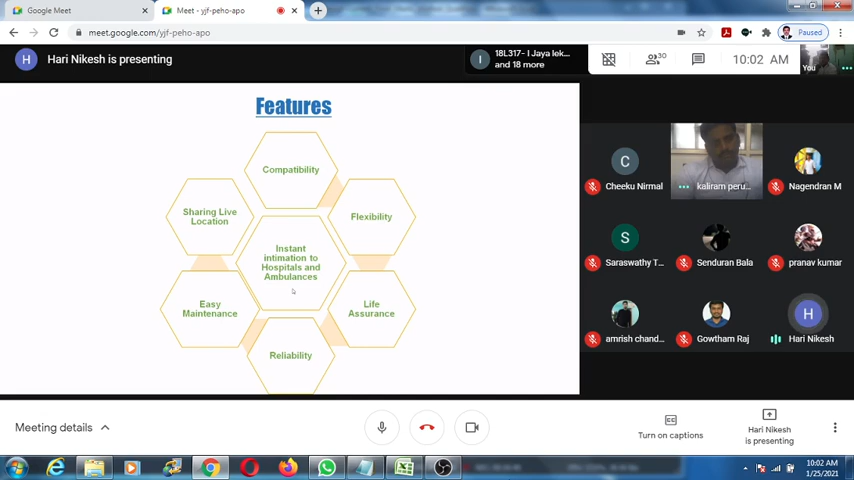 Google Meet
Meet - yjf-peho-apo
meet.google.com/yjf-peho-apo
Paused
H
Hari Nikesh is presenting
I
18L317- I Jaya lek...
and 18 more
30
10:02 AM
You
Features
Compatibility
Sharing Live
Location
Flexibility
Instant
intimation to
Hospitals and
Ambulances
Easy
Maintenance
Life
Assurance
Reliability
C
Cheeku Nirmal
kaliram peru...
Nagendran M
S
Saraswathy T...
Senduran Bala
pranav kumar
amrish chand...
Gowtham Raj
H
Hari Nikesh
Meeting details
Turn on captions
Hari Nikesh
is presenting
10:02 AM
1/25/2021